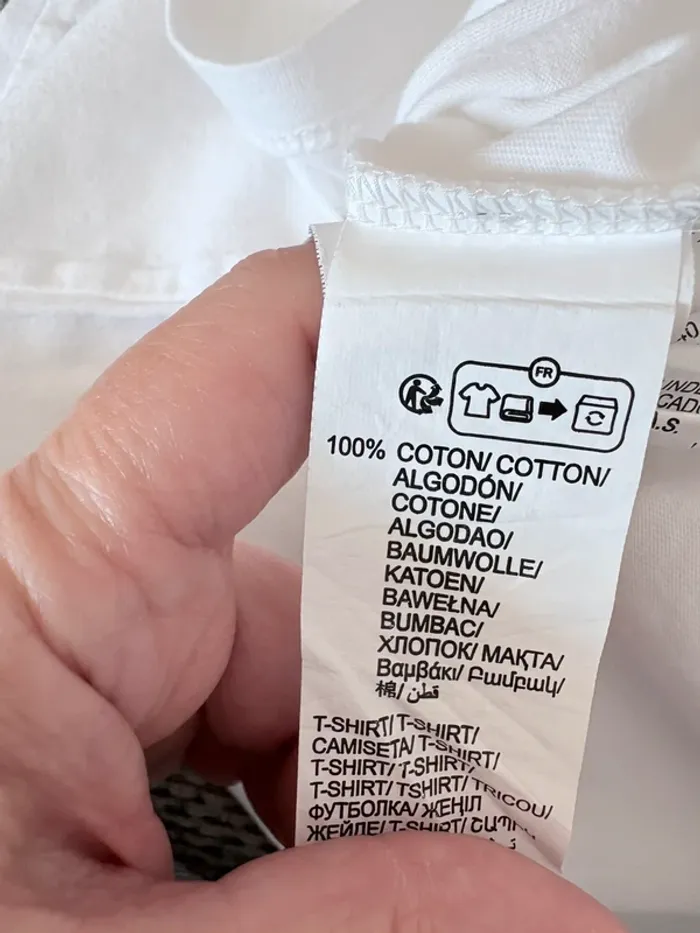 FR
100% COTON/ COTTON/
ALGODÓN/
COTONE/
ALGODAO/
BAUMWOLLE/
KATOEN/
BAWEŁNA/
BUMBAC/
ХЛОПОК/ МАҚТА/
Βαμβάκι/ Բամբակ/
棉/ قطن
T-SHIRT/ T-SHIRT/
CAMISETA/ T-SHIRT/
T-SHIRT/ T-SHIRT/
T-SHIRT/ TSHIRT/ TRICOU/
ФУТБОЛКА/ ЖЕҢІЛ
ЖЕЙДЕ/ T-SHIRT/